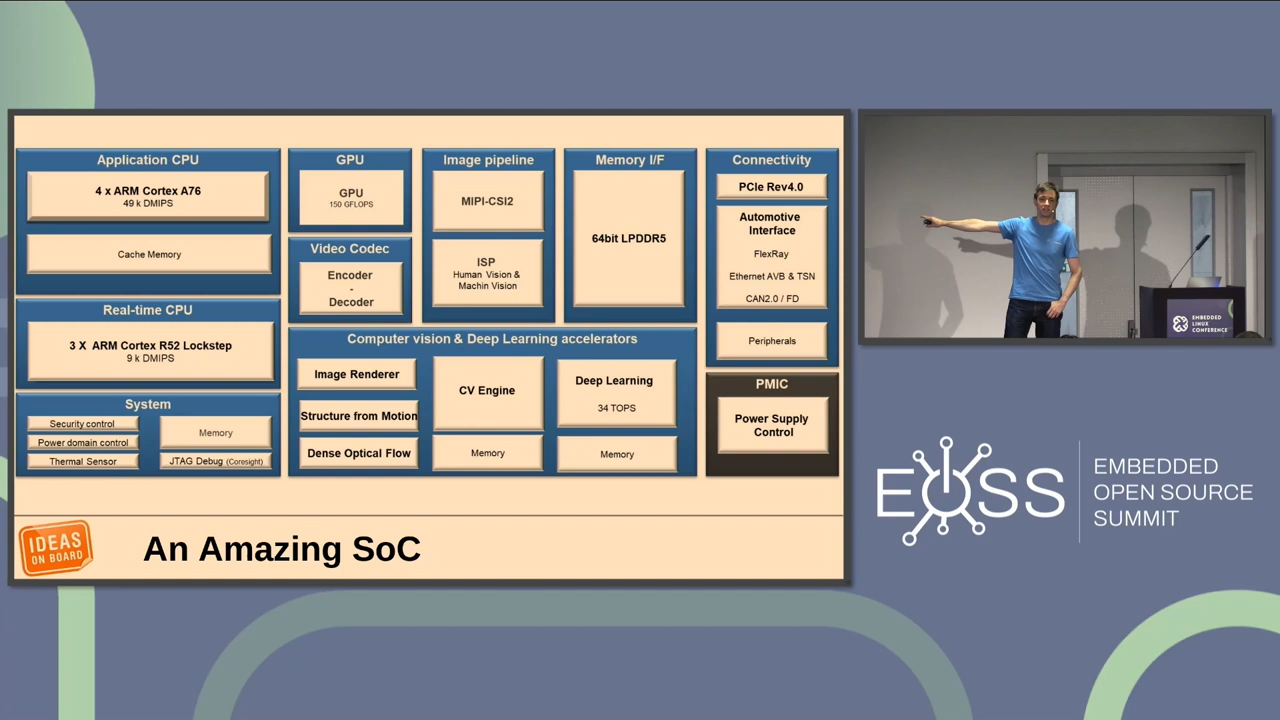 Application CPU
4 x ARM Cortex A76
49 k DMIPS
Cache Memory
Real-time CPU
3 X ARM Cortex R52 Lockstep
9 k DMIPS
System
Security control
Power domain control
Thermal Sensor
Memory
JTAG Debug (Coresight)
GPU
GPU
150 GFLOPS
Video Codec
Encoder
-
Decoder
Image pipeline
MIPI-CSI2
ISP
Human Vision &
Machin Vision
Memory I/F
64bit LPDDR5
Computer vision & Deep Learning accelerators
Image Renderer
Structure from Motion
Dense Optical Flow
CV Engine
Memory
Deep Learning
34 TOPS
Memory
Connectivity
PCIe Rev4.0
Automotive
Interface
FlexRay
Ethernet AVB & TSN
CAN2.0 / FD
Peripherals
PMIC
Power Supply
Control
IDEAS
ON BOARD
An Amazing SoC
EMBEDDED
LINUX
CONFERENCE
EOSS
EMBEDDED
OPEN SOURCE
SUMMIT